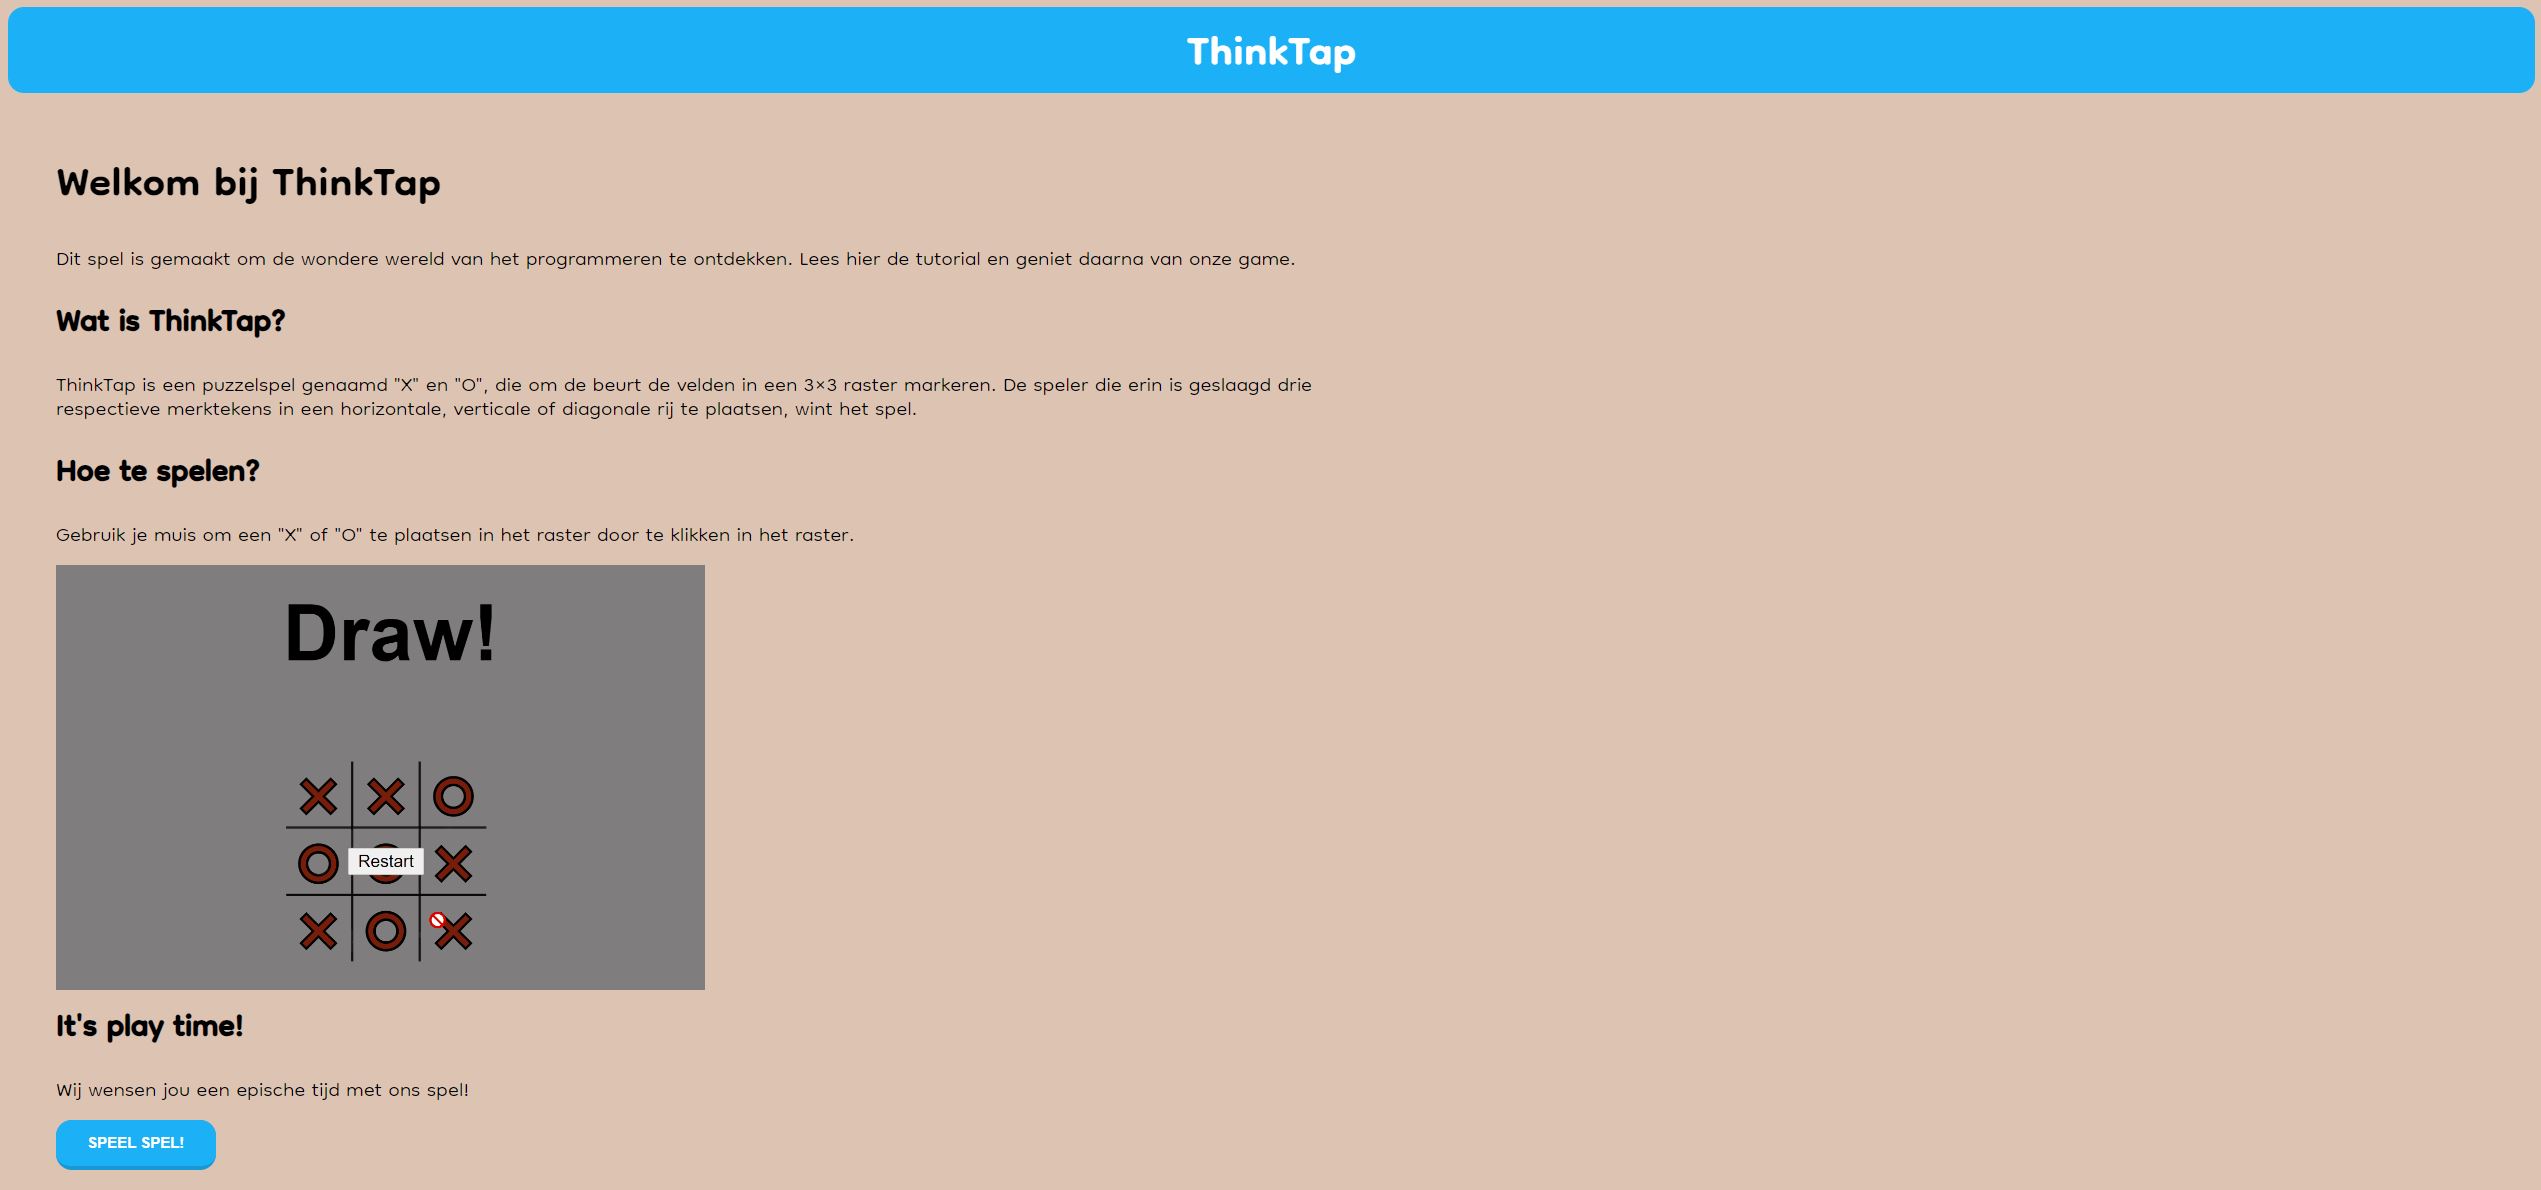 ThinkTap
Welkom bij ThinkTap
Dit spel is gemaakt om de wondere wereld van het programmeren te ontdekken. Lees hier de tutorial en geniet daarna van onze game.
Wat is ThinkTap?
ThinkTap is een puzzelspel genaamd "X" en "O", die om de beurt de velden in een 3×3 raster markeren. De speler die erin is geslaagd drie
respectieve merktekens in een horizontale, verticale of diagonale rij te plaatsen, wint het spel.
Hoe te spelen?
Gebruik je muis om een "X" of "O" te plaatsen in het raster door te klikken in het raster.
Draw!
Restart
It's play time!
Wij wensen jou een epische tijd met ons spel!
SPEEL SPEL!